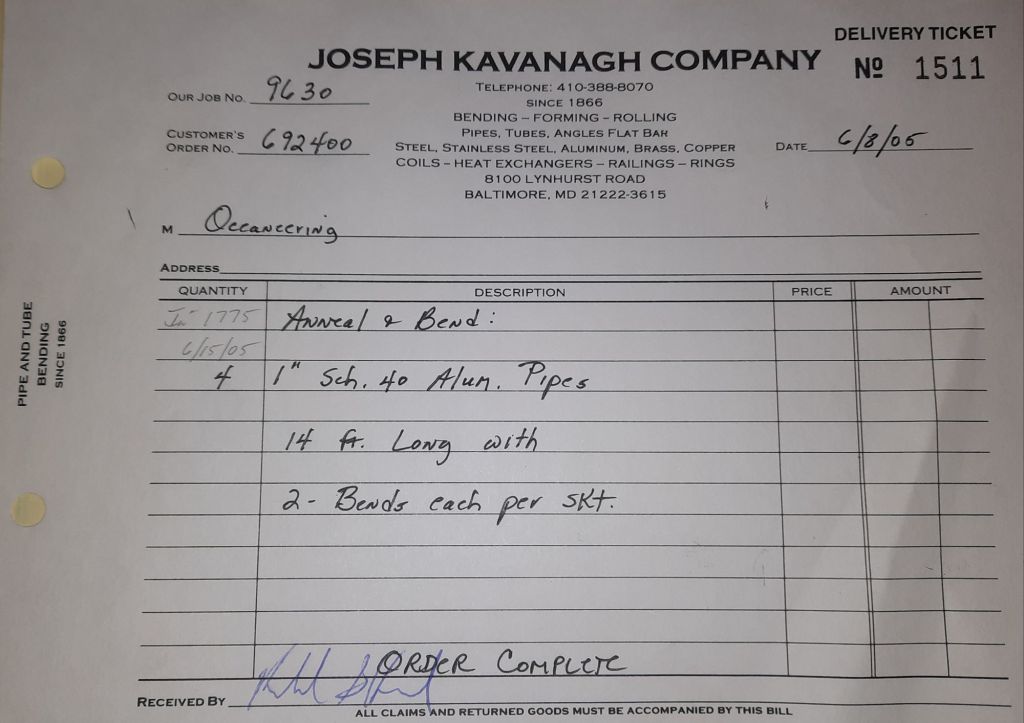 DELIVERY TICKET
JOSEPH KAVANAGH COMPANY
Nº 1511
OUR JOB NO. 9630
TELEPHONE: 410-388-8070
SINCE 1866
BENDING – FORMING – ROLLING
CUSTOMER'S ORDER NO. 692400
PIPES, TUBES, ANGLES FLAT BAR
STEEL, STAINLESS STEEL, ALUMINUM, BRASS, COPPER
DATE 6/8/05
COILS – HEAT EXCHANGERS – RAILINGS – RINGS
8100 LYNHURST ROAD
BALTIMORE, MD 21222-3615
M Oceaneering
ADDRESS
QUANTITY DESCRIPTION PRICE AMOUNT
1775 Anneal & Bend:
6/15/05
4 1" Sch. 40 Alum. Pipes
14 ft. Long with
2- Bends each per skt.
ORDER COMPLETE
RECEIVED BY
ALL CLAIMS AND RETURNED GOODS MUST BE ACCOMPANIED BY THIS BILL
PIPE AND TUBE
BENDING
SINCE 1866